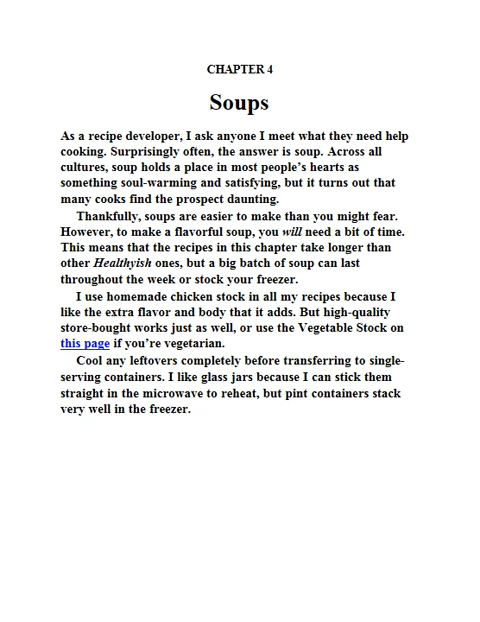 CHAPTER 4
Soups
As a recipe developer, I ask anyone I meet what they need help
cooking. Surprisingly often, the answer is soup. Across all
cultures, soup holds a place in most people’s hearts as
something soul-warming and satisfying, but it turns out that
many cooks find the prospect daunting.
Thankfully, soups are easier to make than you might fear.
However, to make a flavorful soup, you will need a bit of time.
This means that the recipes in this chapter take longer than
other Healthyish ones, but a big batch of soup can last
throughout the week or stock your freezer.
I use homemade chicken stock in all my recipes because I
like the extra flavor and body that it adds. But high-quality
store-bought works just as well, or use the Vegetable Stock on
this page if you’re vegetarian.
Cool any leftovers completely before transferring to single-
serving containers. I like glass jars because I can stick them
straight in the microwave to reheat, but pint containers stack
very well in the freezer.